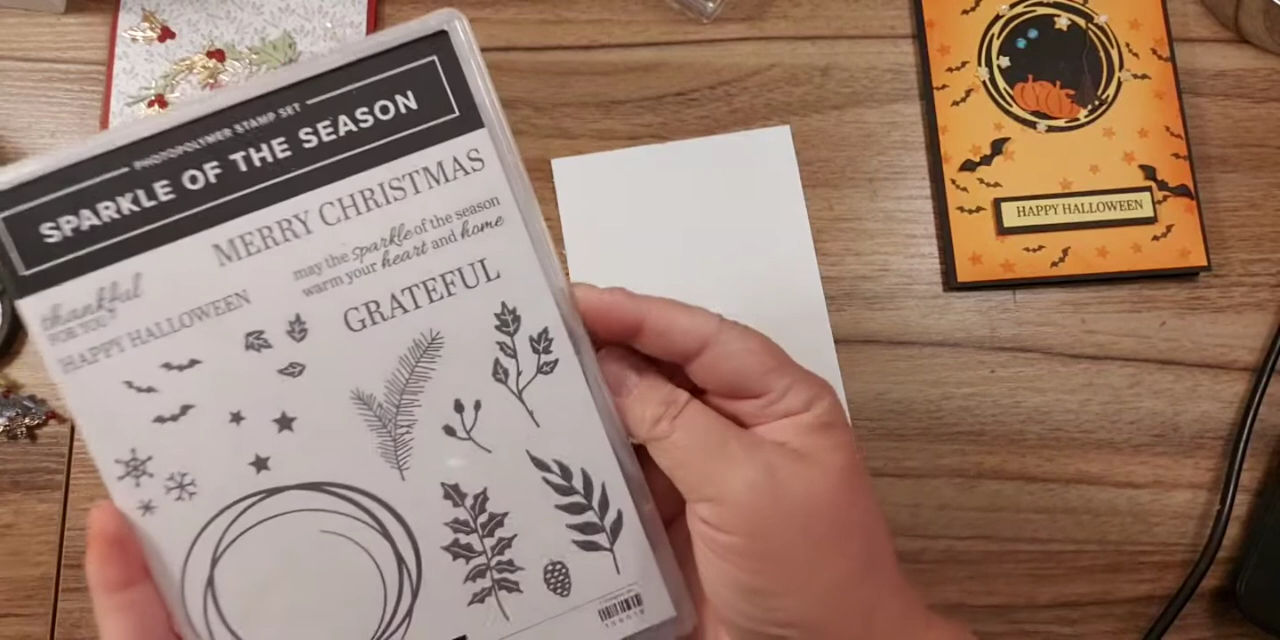 PHOTOPOLYMER STAMP SET
SPARKLE OF THE SEASON
MERRY CHRISTMAS
may the sparkle of the season
warm your heart and home
thankful
FOR YOU
HAPPY HALLOWEEN
GRATEFUL
HAPPY HALLOWEEN